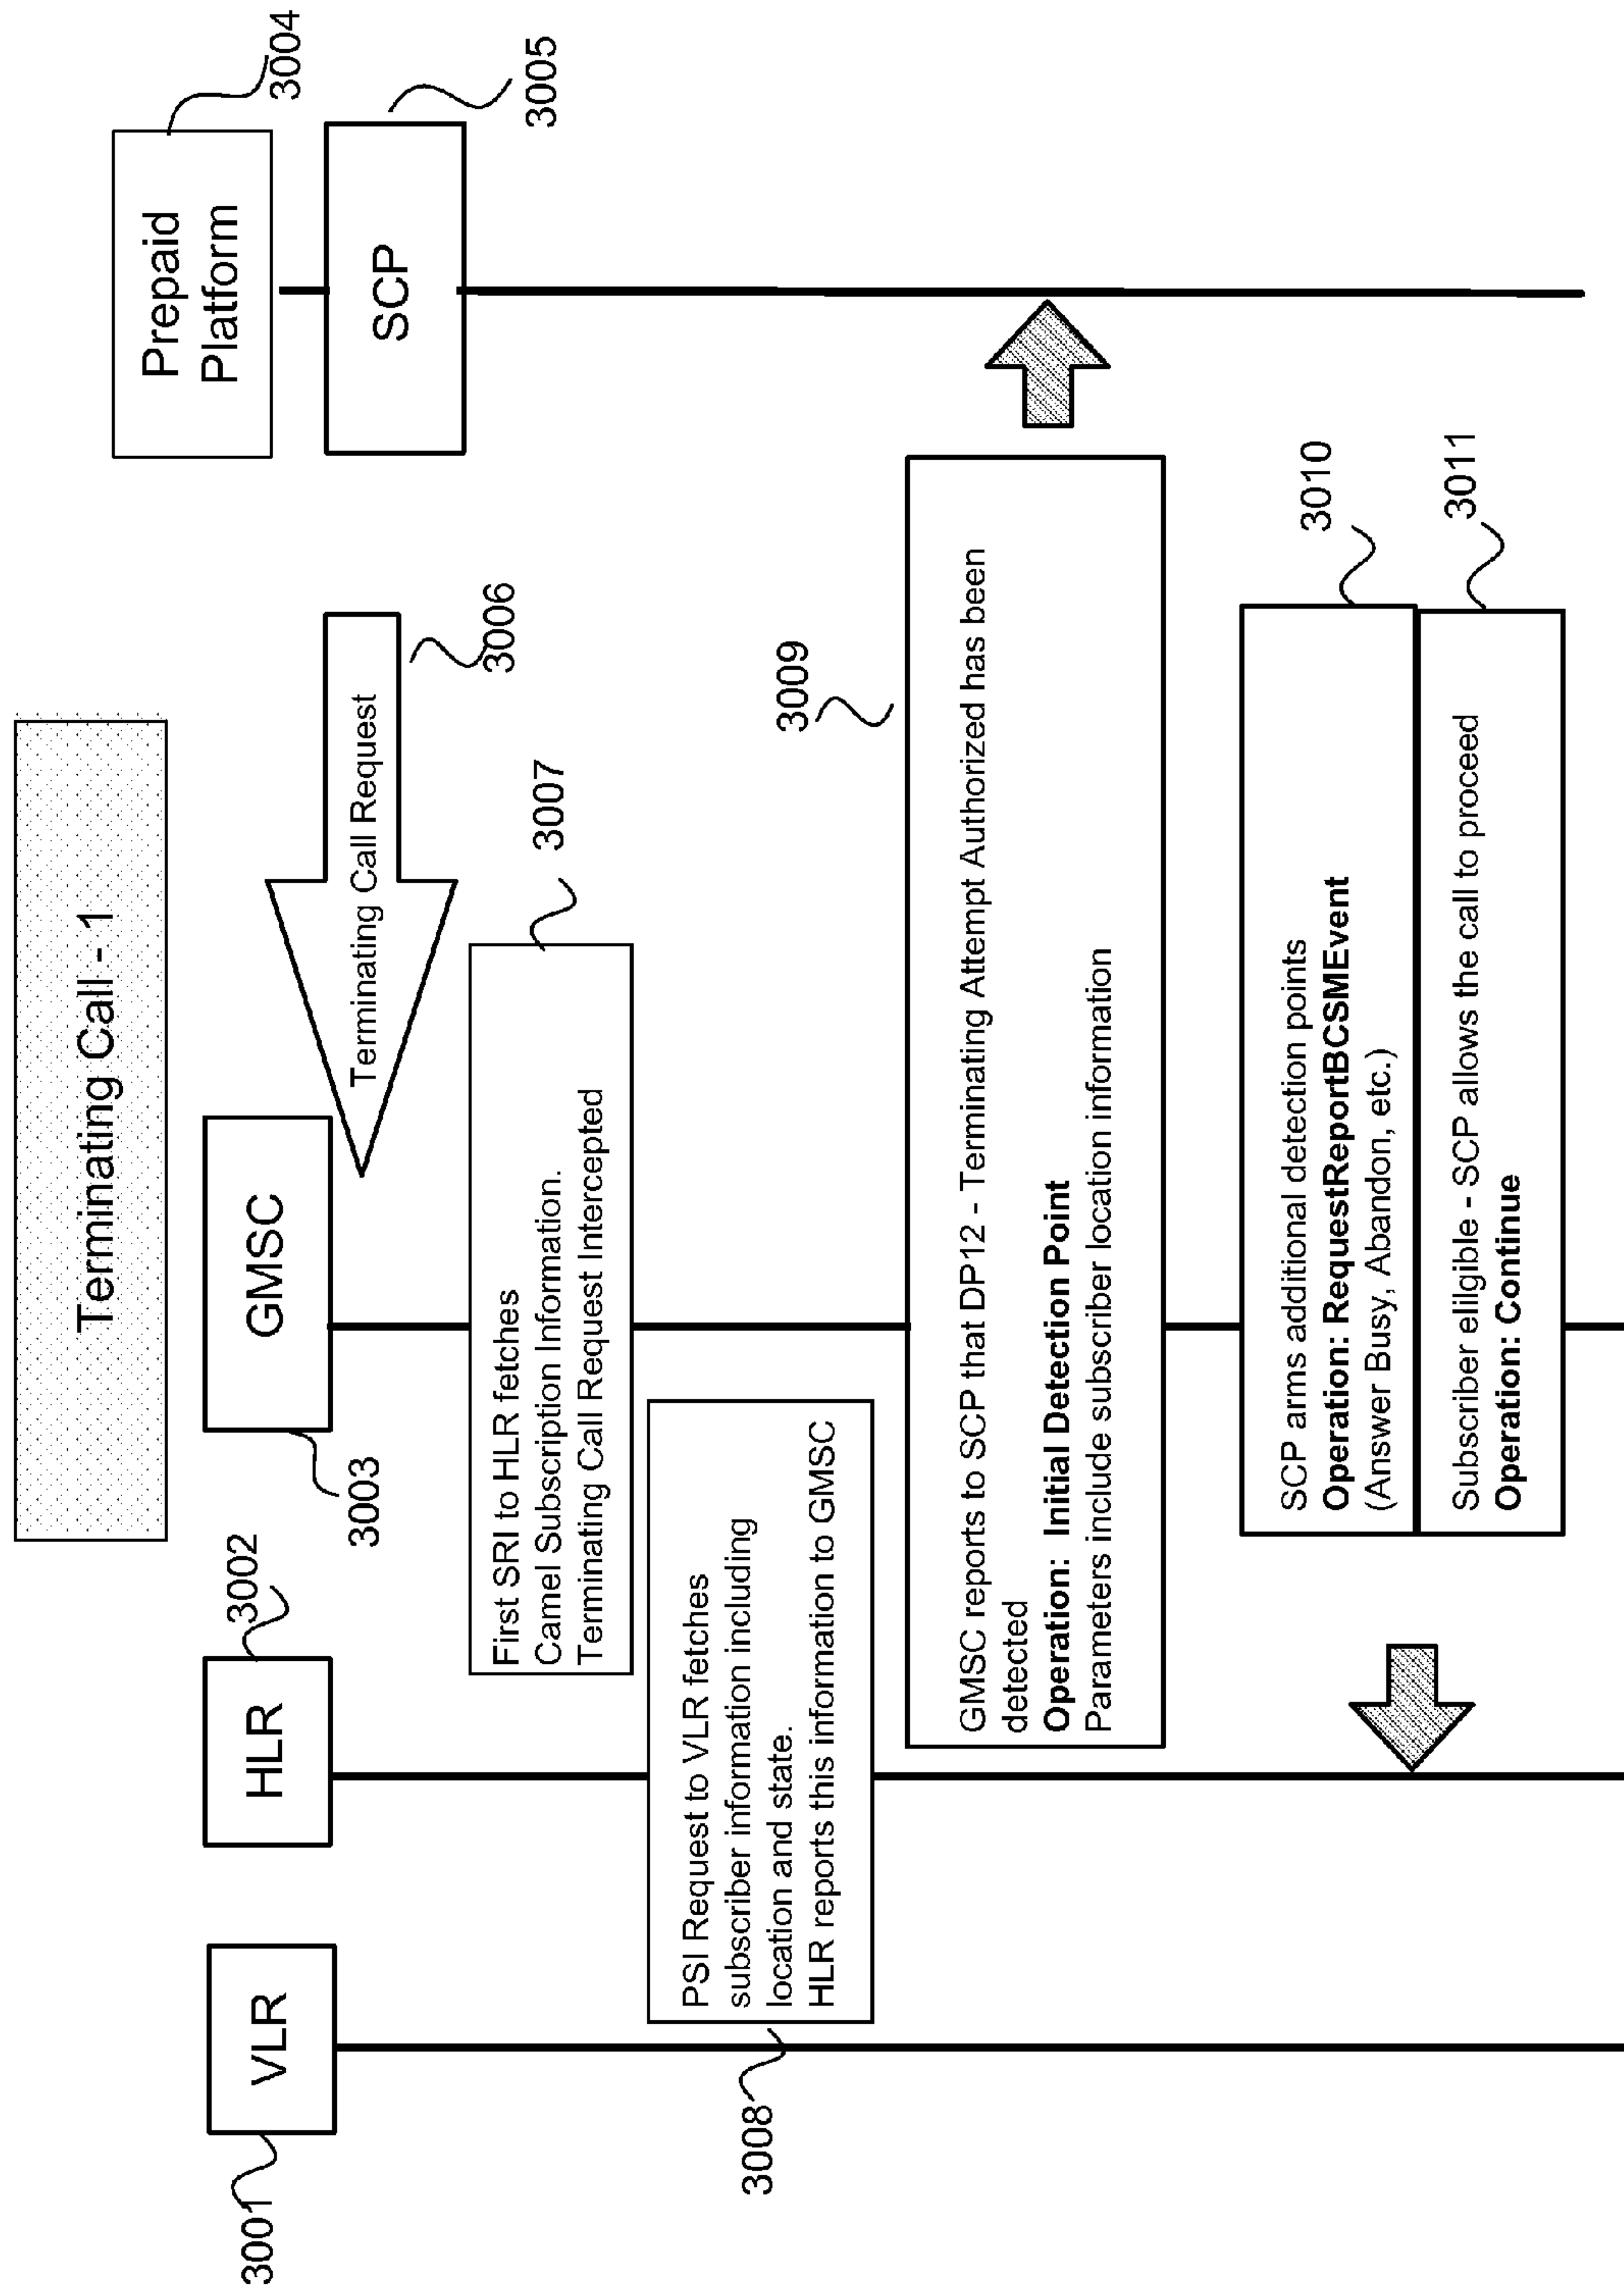 Terminating Call - 1
3001
VLR
3002
HLR
3003
GMSC
Prepaid
Platform
3004
SCP
3005
Terminating Call Request
3006
First SRI to HLR fetches
Camel Subscription Information.
Terminating Call Request Intercepted
3007
PSI Request to VLR fetches
subscriber information including
location and state.
HLR reports this information to GMSC
3008
3009
GMSC reports to SCP that DP12 - Terminating Attempt Authorized has been
detected
Operation: Initial Detection Point
Parameters include subscriber location information
SCP arms additional detection points
Operation: RequestReportBCSMEvent
(Answer Busy, Abandon, etc.)
3010
Subscriber elilgible - SCP allows the call to proceed
Operation: Continue
3011